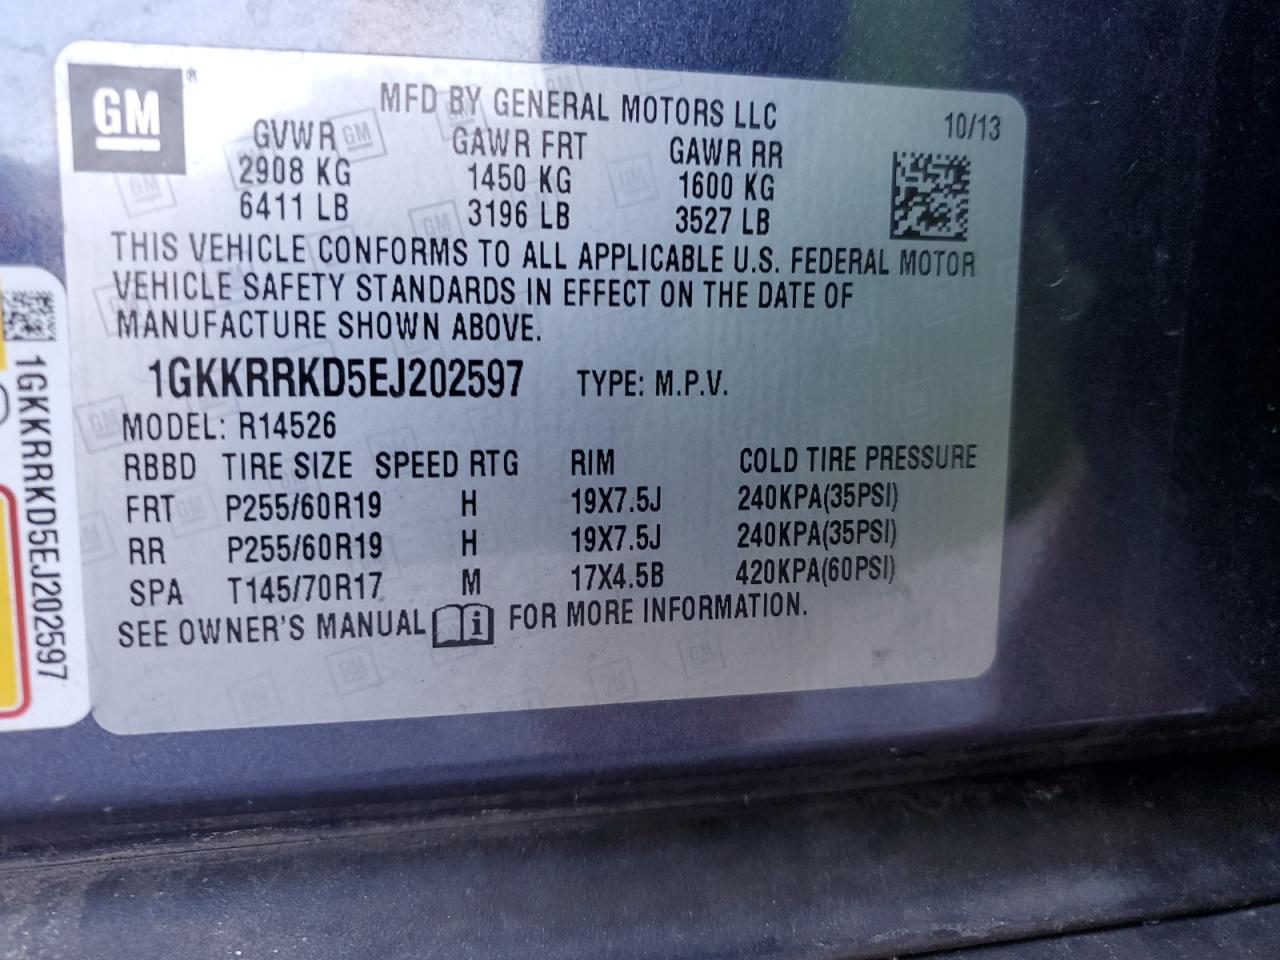 GM ®
MFD BY GENERAL MOTORS LLC
10/13
GVWR GAWR FRT GAWR RR
2908 KG 1450 KG 1600 KG
6411 LB 3196 LB 3527 LB
THIS VEHICLE CONFORMS TO ALL APPLICABLE U.S. FEDERAL MOTOR
VEHICLE SAFETY STANDARDS IN EFFECT ON THE DATE OF
MANUFACTURE SHOWN ABOVE.
1GKKRRKD5EJ202597 TYPE: M.P.V.
MODEL: R14526
RBBD TIRE SIZE SPEED RTG RIM COLD TIRE PRESSURE
FRT P255/60R19 H 19X7.5J 240KPA(35PSI)
RR P255/60R19 H 19X7.5J 240KPA(35PSI)
SPA T145/70R17 M 17X4.5B 420KPA(60PSI)
SEE OWNER'S MANUAL i FOR MORE INFORMATION.
1GKKRRKD5EJ202597